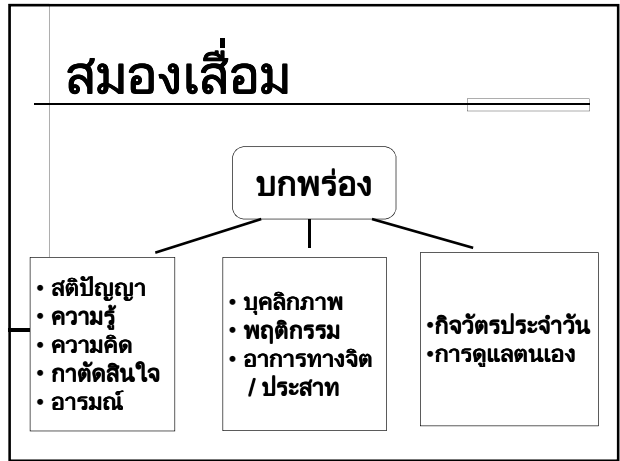 สมองเสื่อม
บกพร่อง
• สติปัญญา
• ความรู้
• ความคิด
• กาตัดสินใจ
• อารมณ์
• บุคลิกภาพ
• พฤติกรรม
• อาการทางจิต
/ ประสาท
•กิจวัตรประจำวัน
•การดูแลตนเอง